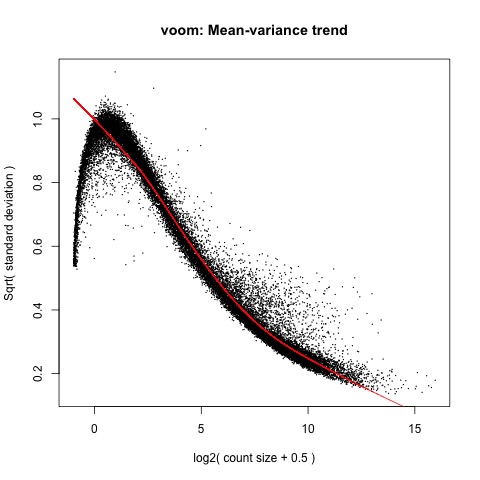 voom: Mean-variance trend
Sqrt( standard deviation )
1.0
0.8
0.6
0.4
0.2
0 5 10 15
log2( count size + 0.5 )